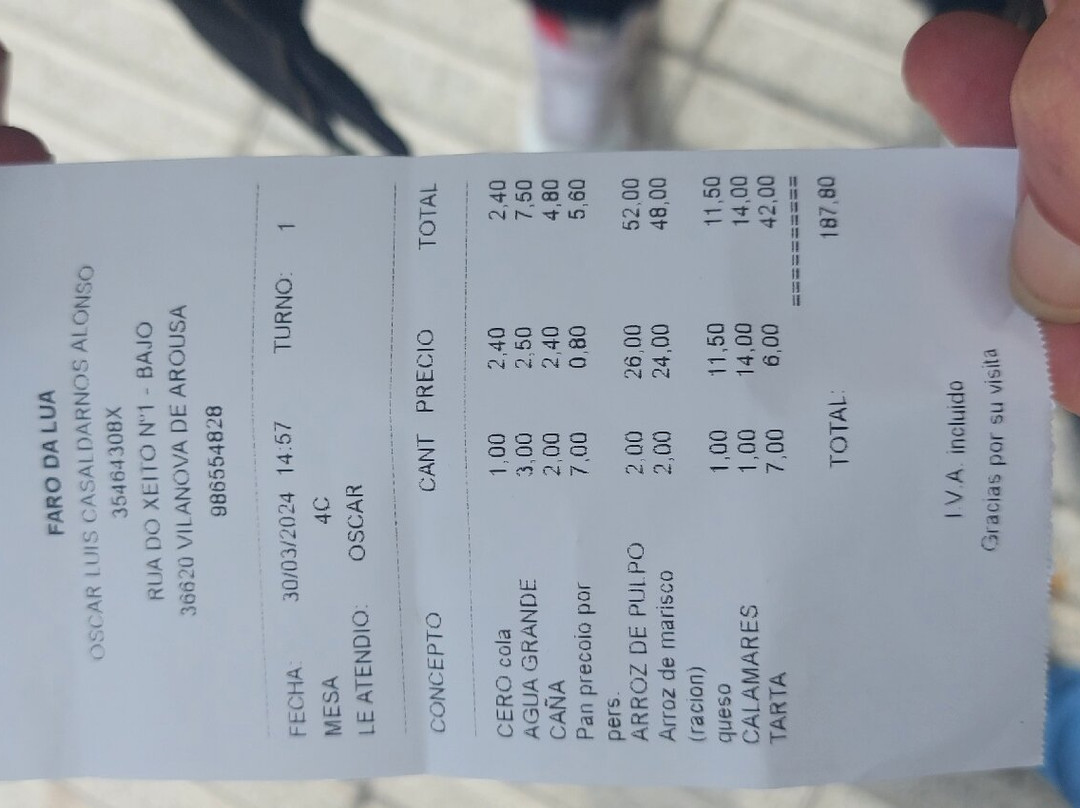 FARO DA LUA
OSCAR LUIS CASALDARNOS ALONSO
35464308X
RUA DO XEITO Nº1 - BAJO
36620 VILANOVA DE AROUSA
986554828
FECHA: 30/03/2024 14:57 TURNO: 1
MESA 4C
LE ATENDIO: OSCAR
CONCEPTO CANT PRECIO TOTAL
CERO cola 1,00 2,40 2,40
AGUA GRANDE 3,00 2,50 7,50
CAÑA 2,00 2,40 4,80
Pan precoio por 7,00 0,80 5,60
pers.
ARROZ DE PULPO 2,00 26,00 52,00
Arroz de marisco 2,00 24,00 48,00
(racion)
queso 1,00 11,50 11,50
CALAMARES 1,00 14,00 14,00
TARTA 7,00 6,00 42,00
==========
TOTAL: 187,80
I.V.A. incluido
Gracias por su visita